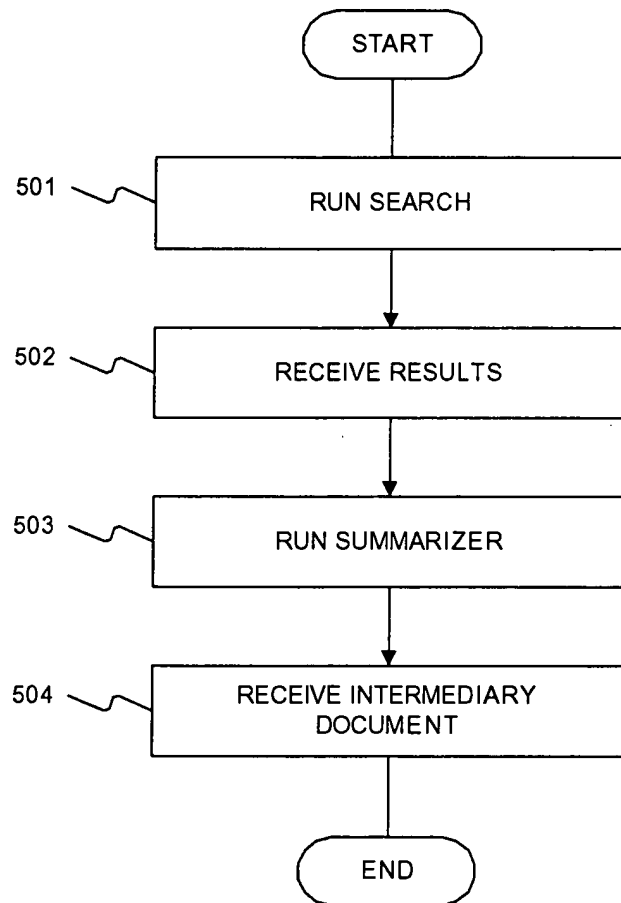 START
501
RUN SEARCH
502
RECEIVE RESULTS
503
RUN SUMMARIZER
504
RECEIVE INTERMEDIARY
DOCUMENT
END